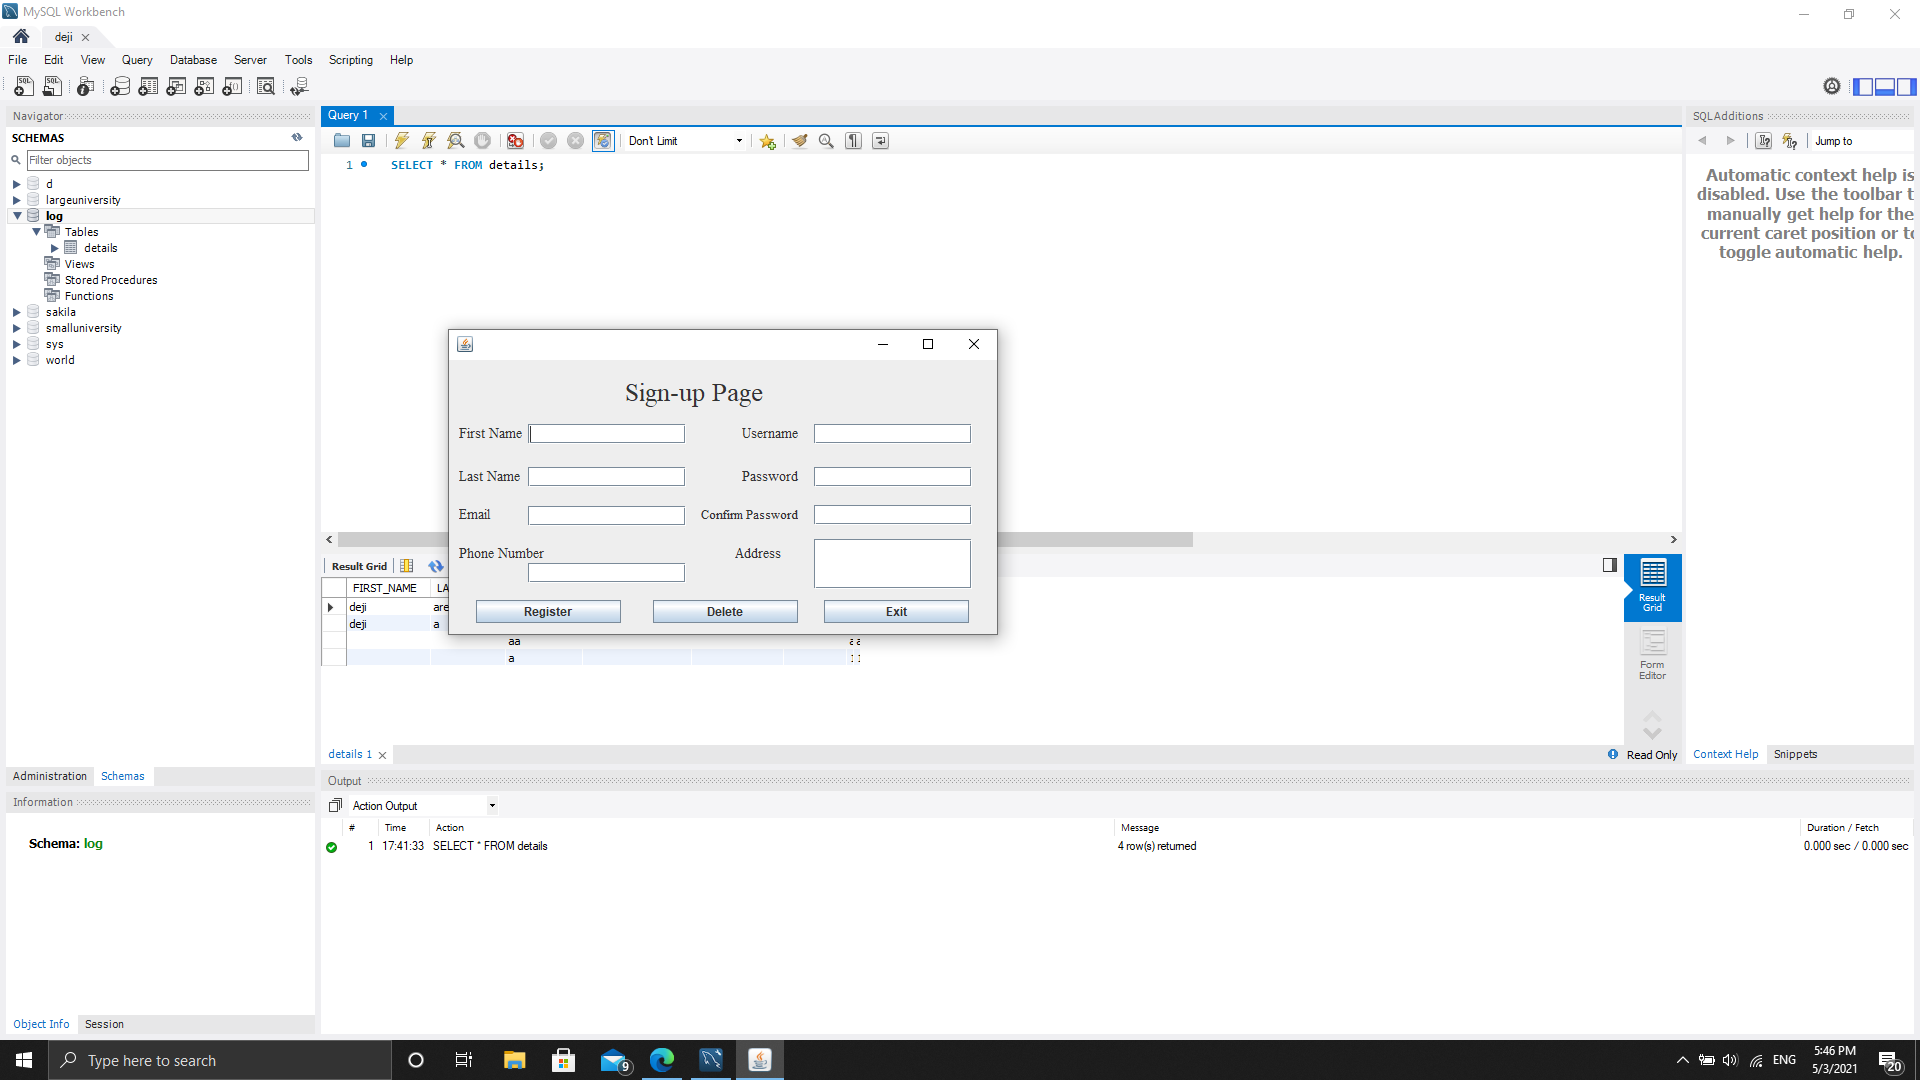 MySQL Workbench
deji
File Edit View Query Database Server Tools Scripting Help
Navigator
SCHEMAS
Filter objects
d
largeuniversity
log
Tables
details
Views
Stored Procedures
Functions
sakila
smalluniversity
sys
world
Administration Schemas
Information
Schema: log
Object Info Session
Query 1
Don't Limit
1 SELECT * FROM details;
Sign-up Page
First Name Username
Last Name Password
Email Confirm Password
Phone Number Address
Register Delete Exit
Result Grid
FIRST_NAME LA
deji are
deji a
aa
a
Result
Grid
Form
Editor
details 1
Read Only
SQLAdditions
Jump to
Automatic context help is
disabled. Use the toolbar t
manually get help for the
current caret position or to
toggle automatic help.
Context Help Snippets
Output
Action Output
# Time Action Message Duration / Fetch
1 17:41:33 SELECT * FROM details 4 row(s) returned 0.000 sec / 0.000 sec
Type here to search
9
ENG
5:46 PM
5/3/2021
20